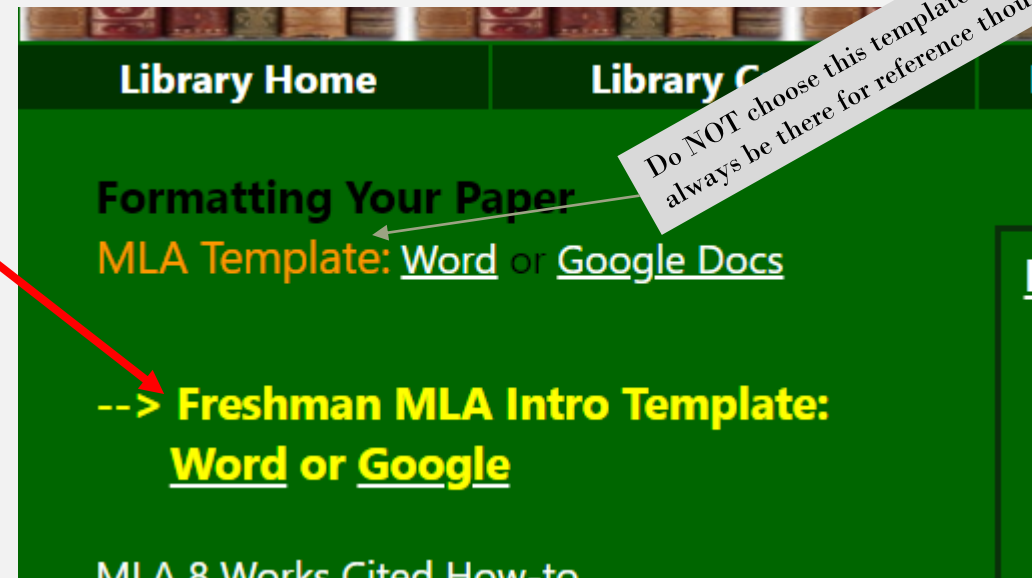 Library Home
Library
Do NOT choose this template
always be there for reference though
Formatting Your Paper
MLA Template: Word or Google Docs
--> Freshman MLA Intro Template:
Word or Google
MLA 8 Works Cited How-to